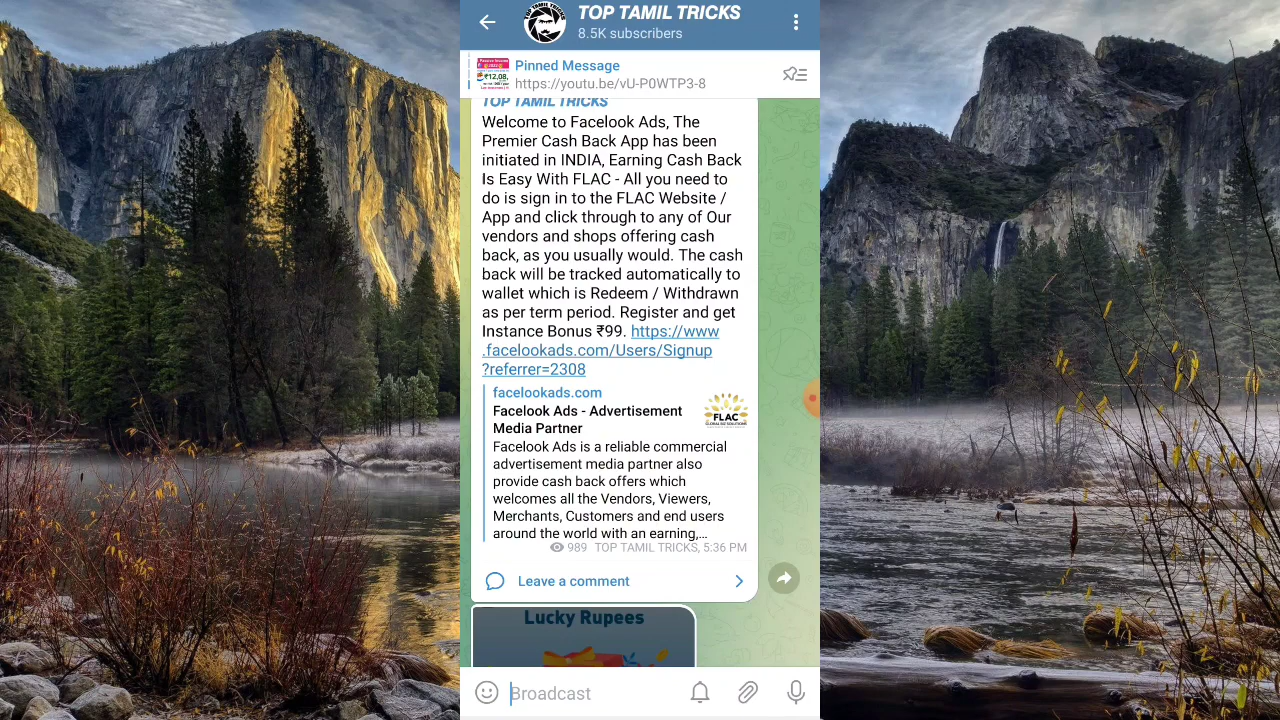 TOP TAMIL TRICKS
8.5K subscribers
Pinned Message
https://youtu.be/vU-P0WTP3-8
TOP TAMIL TRICKS
Welcome to Facelook Ads, The
Premier Cash Back App has been
initiated in INDIA, Earning Cash Back
Is Easy With FLAC - All you need to
do is sign in to the FLAC Website /
App and click through to any of Our
vendors and shops offering cash
back, as you usually would. The cash
back will be tracked automatically to
wallet which is Redeem / Withdrawn
as per term period. Register and get
Instance Bonus ₹99. https://www
.facelookads.com/Users/Signup
?referrer=2308
facelookads.com
Facelook Ads - Advertisement
Media Partner
FLAC
Facelook Ads is a reliable commercial
advertisement media partner also
provide cash back offers which
welcomes all the Vendors, Viewers,
Merchants, Customers and end users
around the world with an earning,...
989 TOP TAMIL TRICKS, 5:36 PM
Leave a comment
Lucky Rupees
Broadcast